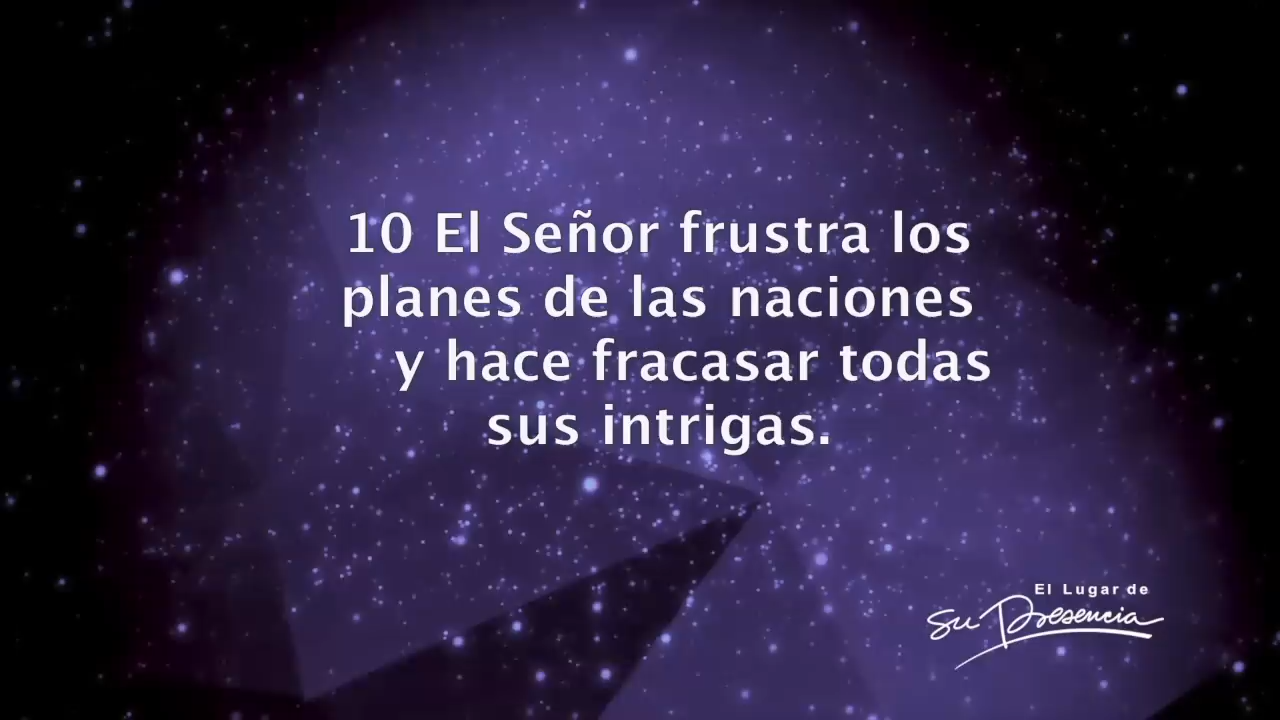 10 El Señor frustra los
planes de las naciones
y hace fracasar todas
sus intrigas.
El Lugar de
Su Presencia